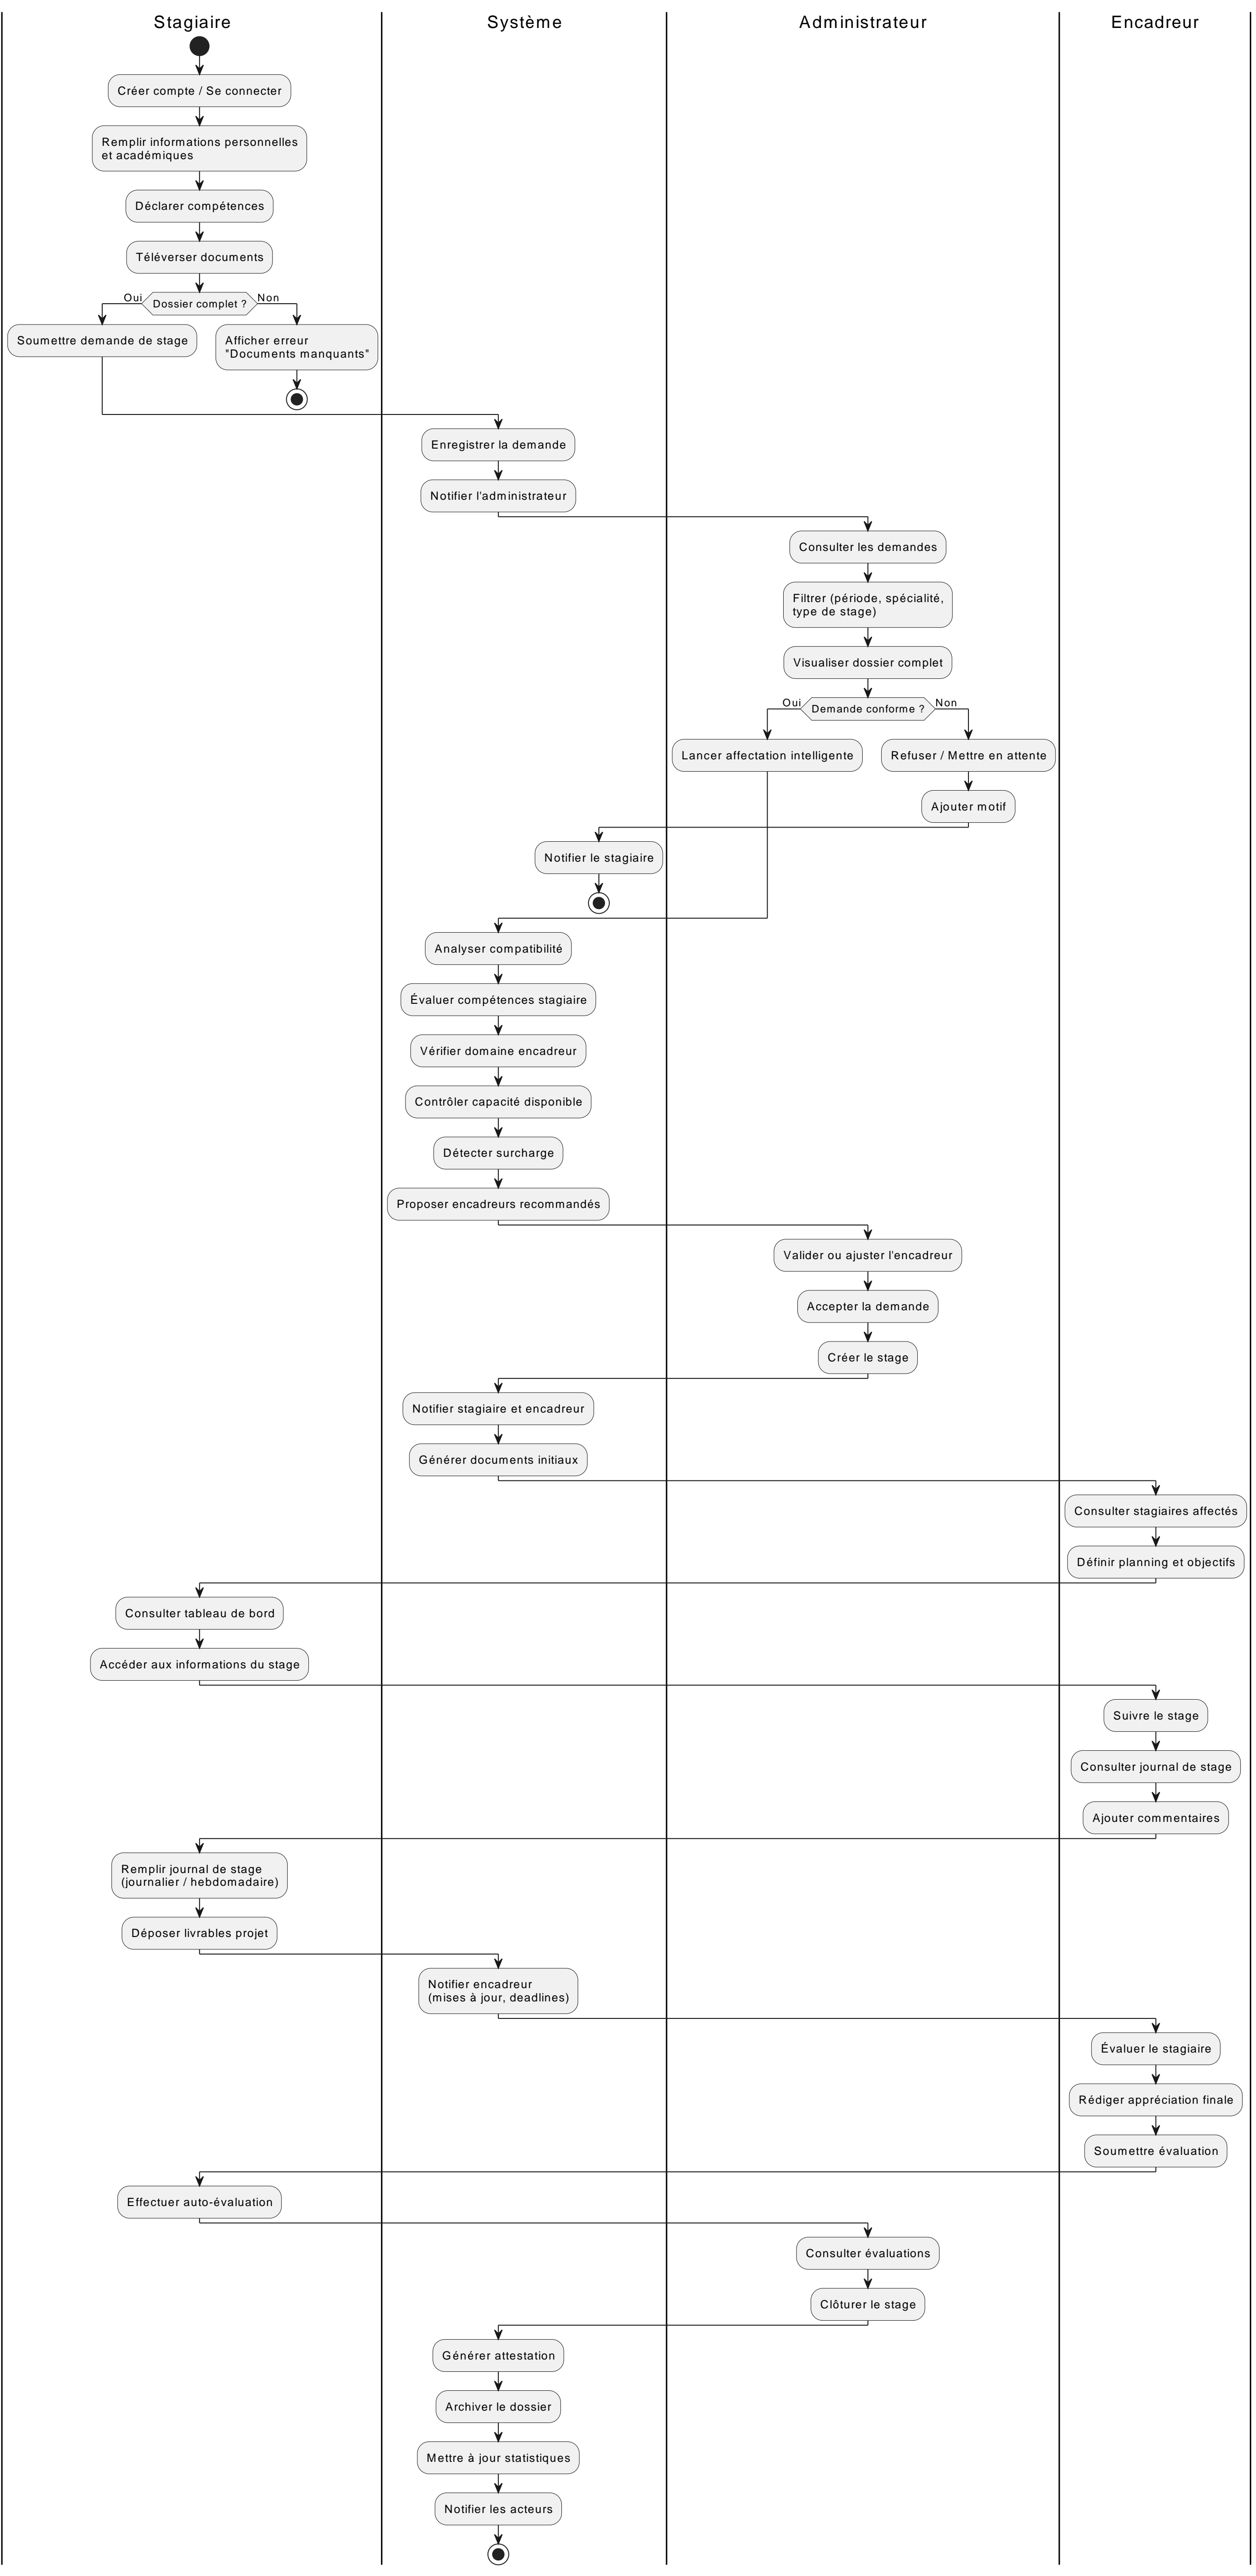 Stagiaire
Système
Administrateur
Encadreur
Créer compte / Se connecter
Remplir informations personnelles
et académiques
Déclarer compétences
Téléverser documents
Oui
Dossier complet ?
Non
Soumettre demande de stage
Afficher erreur
"Documents manquants"
Enregistrer la demande
Notifier l'administrateur
Consulter les demandes
Filtrer (période, spécialité,
type de stage)
Visualiser dossier complet
Oui
Demande conforme ?
Non
Lancer affectation intelligente
Refuser / Mettre en attente
Ajouter motif
Notifier le stagiaire
Analyser compatibilité
Évaluer compétences stagiaire
Vérifier domaine encadreur
Contrôler capacité disponible
Détecter surcharge
Proposer encadreurs recommandés
Valider ou ajuster l'encadreur
Accepter la demande
Créer le stage
Notifier stagiaire et encadreur
Générer documents initiaux
Consulter stagiaires affectés
Définir planning et objectifs
Consulter tableau de bord
Accéder aux informations du stage
Suivre le stage
Consulter journal de stage
Ajouter commentaires
Remplir journal de stage
(journalier / hebdomadaire)
Déposer livrables projet
Notifier encadreur
(mises à jour, deadlines)
Évaluer le stagiaire
Rédiger appréciation finale
Soumettre évaluation
Effectuer auto-évaluation
Consulter évaluations
Clôturer le stage
Générer attestation
Archiver le dossier
Mettre à jour statistiques
Notifier les acteurs